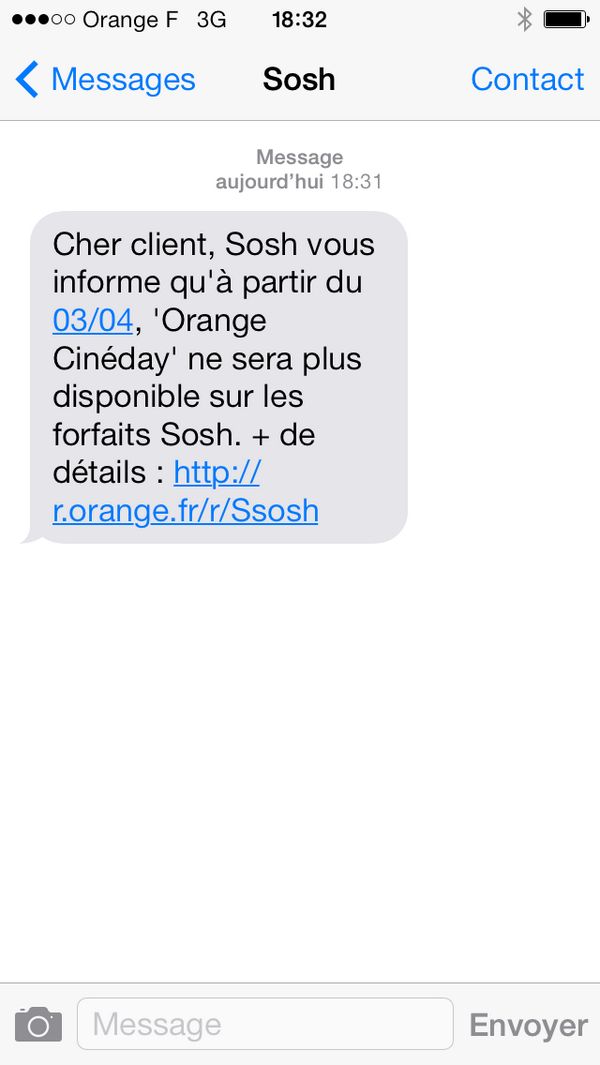 Orange F 3G 18:32
Messages Sosh Contact
Message
aujourd'hui 18:31
Cher client, Sosh vous
informe qu'à partir du
03/04, 'Orange
Cinéday' ne sera plus
disponible sur les
forfaits Sosh. + de
détails : http://
r.orange.fr/r/Ssosh
Message Envoyer